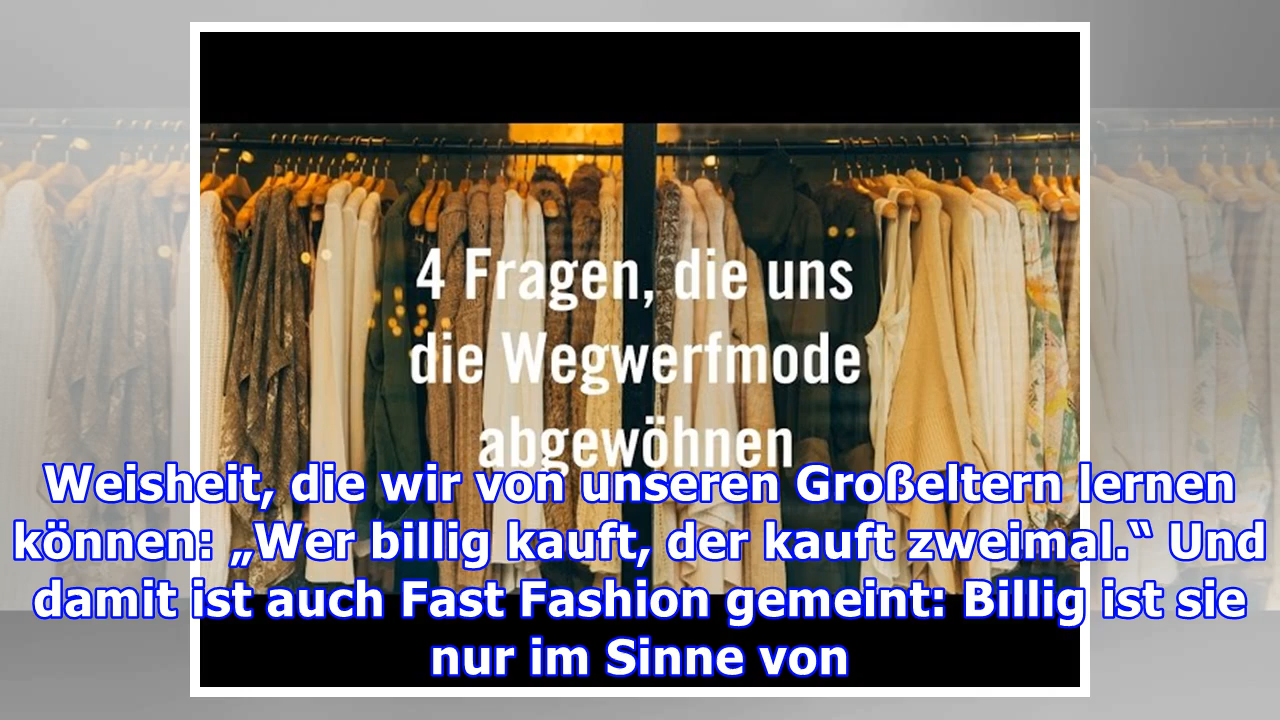 4 Fragen, die uns
die Wegwerfmode
abgewöhnen
Weisheit, die wir von unseren Großeltern lernen
können: „Wer billig kauft, der kauft zweimal.“ Und
damit ist auch Fast Fashion gemeint: Billig ist sie
nur im Sinne von